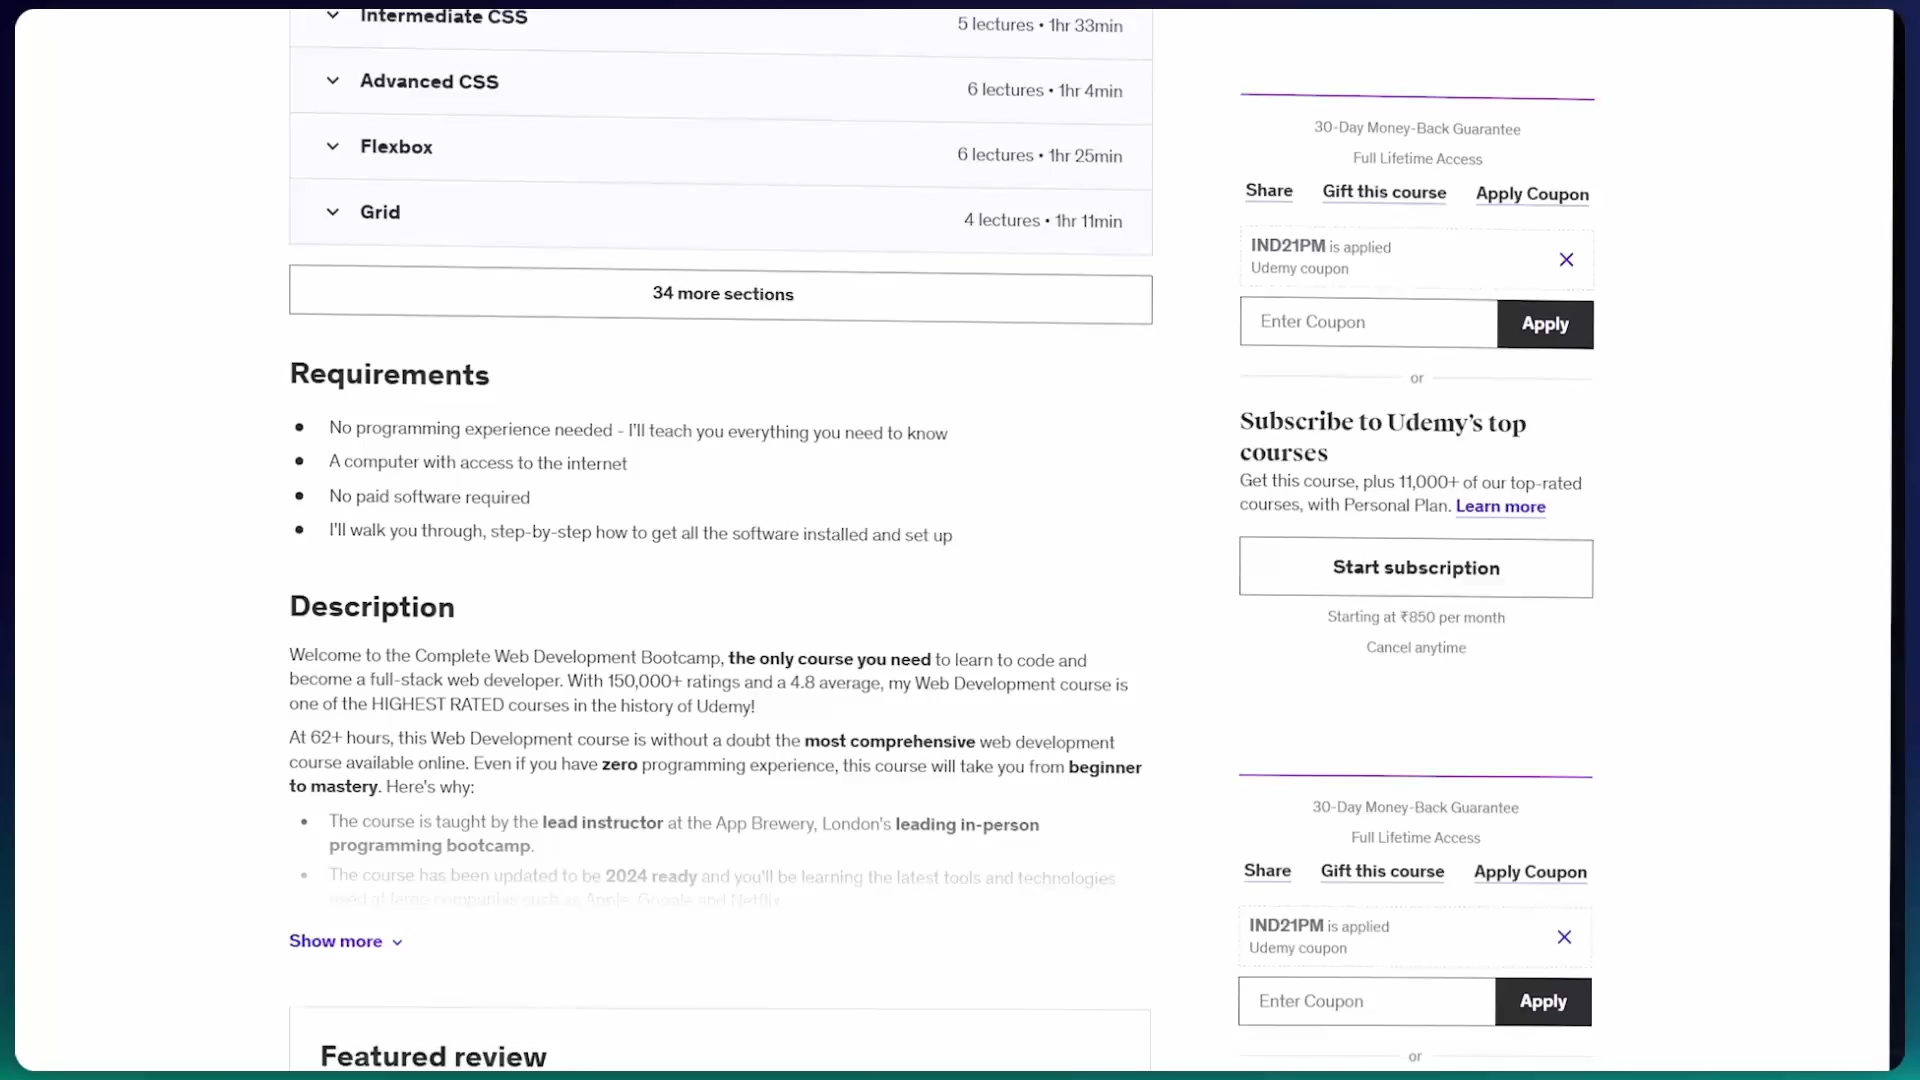 Intermediate CSS
5 lectures • 1hr 33min
Advanced CSS
6 lectures • 1hr 4min
Flexbox
6 lectures • 1hr 25min
Grid
4 lectures • 1hr 11min
34 more sections
Requirements
No programming experience needed - I'll teach you everything you need to know
A computer with access to the internet
No paid software required
I'll walk you through, step-by-step how to get all the software installed and set up
Description
Welcome to the Complete Web Development Bootcamp, the only course you need to learn to code and
become a full-stack web developer. With 150,000+ ratings and a 4.8 average, my Web Development course is
one of the HIGHEST RATED courses in the history of Udemy!
At 62+ hours, this Web Development course is without a doubt the most comprehensive web development
course available online. Even if you have zero programming experience, this course will take you from beginner
to mastery. Here's why:
The course is taught by the lead instructor at the App Brewery, London's leading in-person
programming bootcamp.
The course has been updated to be 2024 ready and you'll be learning the latest tools and technologies
used at large companies such as Apple, Google and Netflix.
Show more
Featured review
30-Day Money-Back Guarantee
Full Lifetime Access
Share Gift this course Apply Coupon
IND21PM is applied
Udemy coupon
Enter Coupon Apply
or
Subscribe to Udemy's top
courses
Get this course, plus 11,000+ of our top-rated
courses, with Personal Plan. Learn more
Start subscription
Starting at ₹850 per month
Cancel anytime
30-Day Money-Back Guarantee
Full Lifetime Access
Share Gift this course Apply Coupon
IND21PM is applied
Udemy coupon
Enter Coupon Apply
or